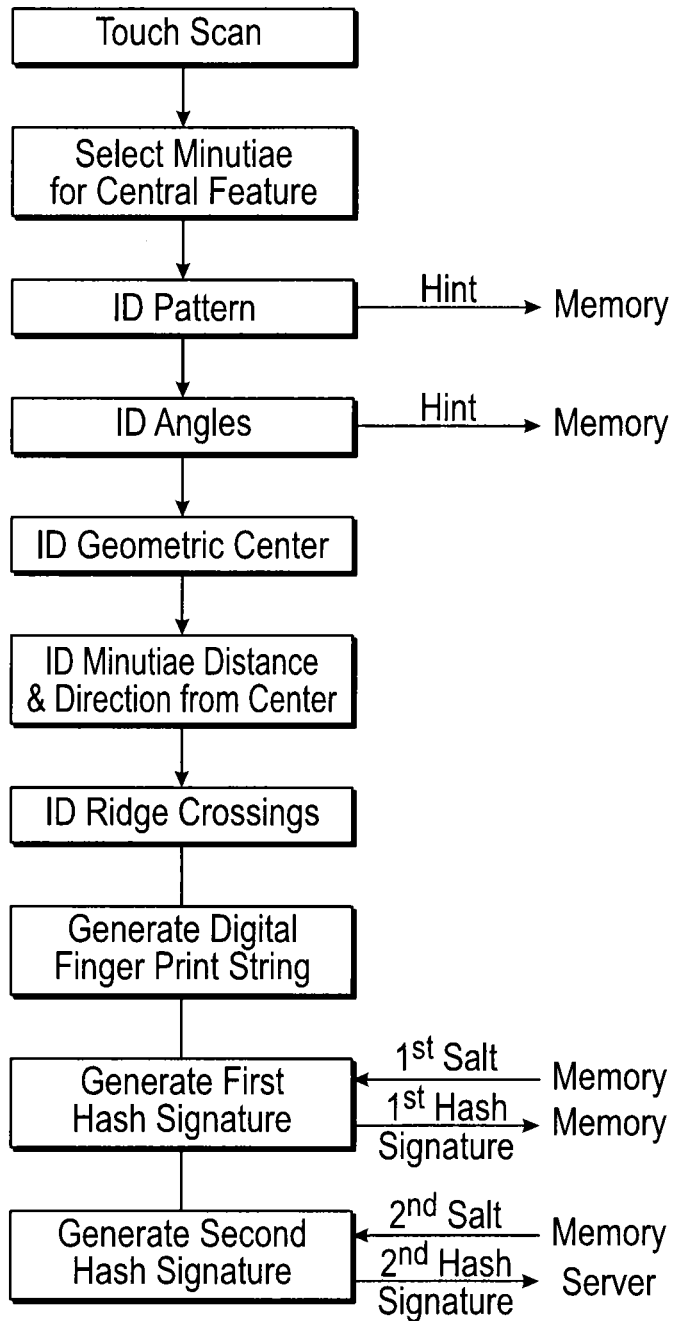 Touch Scan
Select Minutiae
for Central Feature
ID Pattern
Hint
Memory
ID Angles
Hint
Memory
ID Geometric Center
ID Minutiae Distance
& Direction from Center
ID Ridge Crossings
Generate Digital
Finger Print String
Generate First
Hash Signature
1st Salt
Memory
1st Hash
Signature
Memory
Generate Second
Hash Signature
2nd Salt
Memory
2nd Hash
Signature
Server